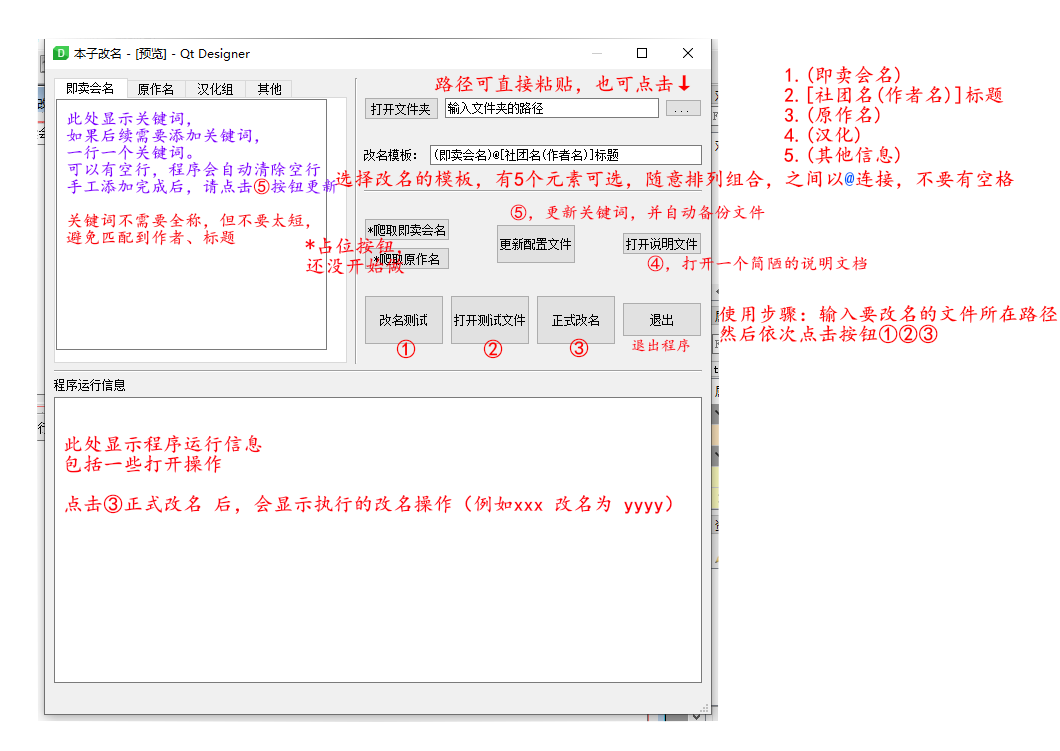 本子改名 - [预览] - Qt Designer
即卖会名
原作名
汉化组
其他
此处显示关键词，
如果后续需要添加关键词，
一行一个关键词。
可以有空行，程序会自动清除空行
手工添加完成后，请点击⑤按钮更新
关键词不需要全称，但不要太短，
避免匹配到作者、标题
路径可直接粘贴，也可点击↓
打开文件夹
输入文件夹的路径
...
改名模板：
(即卖会名)@[社团名(作者名)]标题
选择改名的模板，有5个元素可选，随意排列组合，之间以@连接，不要有空格
1.(即卖会名)
2.[社团名(作者名)]标题
3.(原作名)
4.(汉化)
5.(其他信息)
⑤，更新关键词，并自动备份文件
*爬取即卖会名
*爬取原作名
*占位按钮，
还没开始做
更新配置文件
打开说明文件
④，打开一个简陋的说明文档
改名测试
打开测试文件
正式改名
退出
①
②
③
退出程序
使用步骤：输入要改名的文件所在路径
然后依次点击按钮①②③
程序运行信息
此处显示程序运行信息
包括一些打开操作
点击③正式改名 后，会显示执行的改名操作（例如xxx 改名为 yyyy）